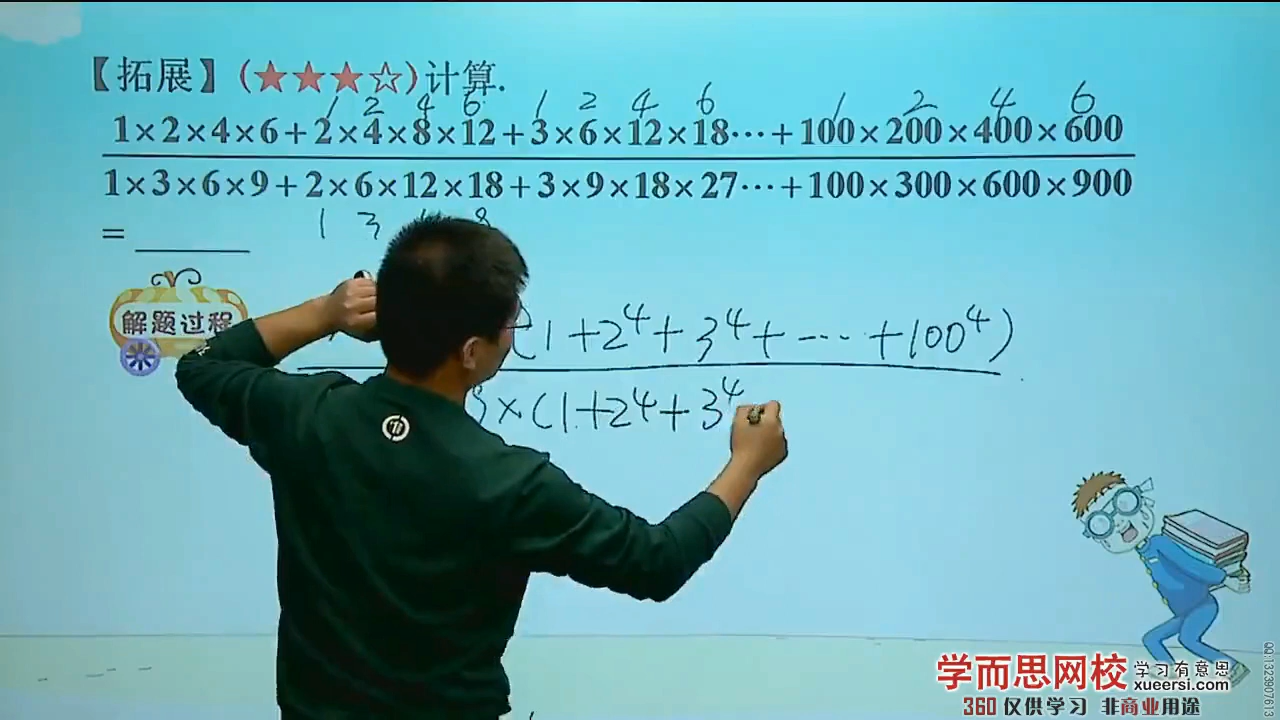 【拓展】(★★★☆)计算.
1 2 4 6 1 2 4 6 1 2 4 6
1×2×4×6+2×4×8×12+3×6×12×18…+100×200×400×600
1×3×6×9+2×6×12×18+3×9×18×27…+100×300×600×900
=
1 3
解题过程
(1+2⁴+3⁴+…+100⁴)
×(1+2⁴+3⁴
学而思网校 学习有意思
xueersi.com
360 仅供学习 非商业用途
QQ:1323907613